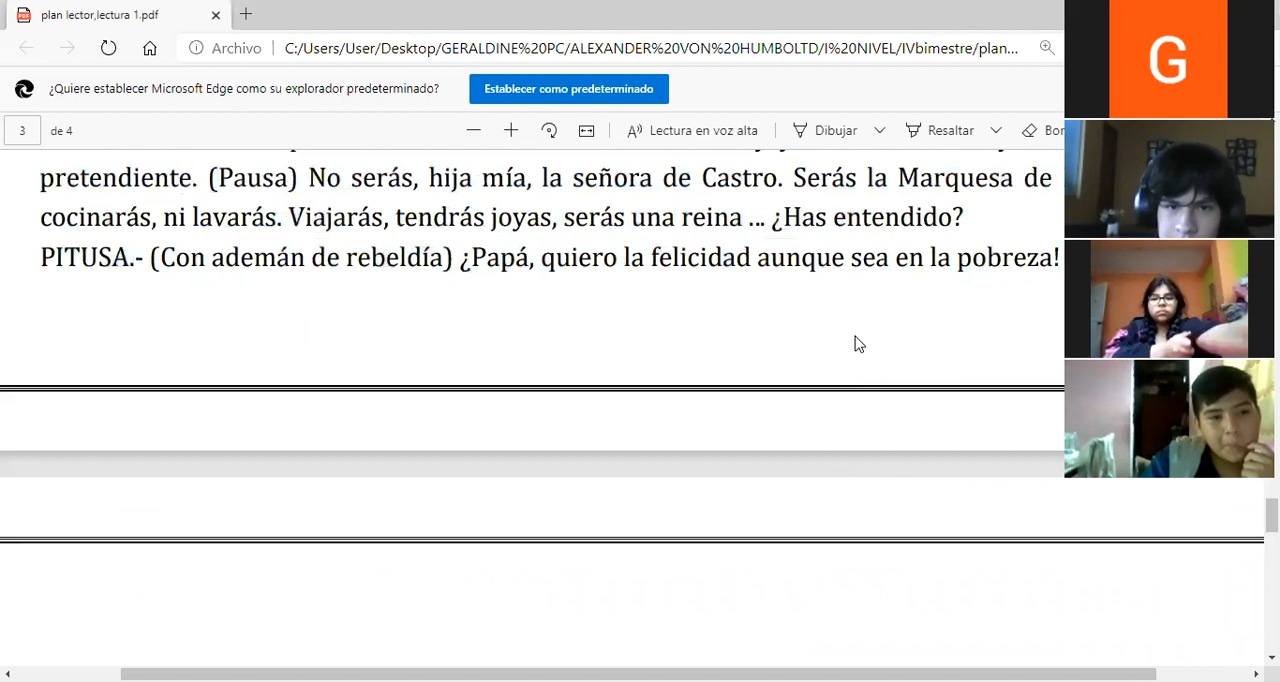 plan lector,lectura 1.pdf
Archivo C:/Users/User/Desktop/GERALDINE%20PC/ALEXANDER%20VON%20HUMBOLTD/I%20NIVEL/IVbimestre/plan...
¿Quiere establecer Microsoft Edge como su explorador predeterminado? Establecer como predeterminado
3 de 4 Lectura en voz alta Dibujar Resaltar Bor
pretendiente. (Pausa) No serás, hija mía, la señora de Castro. Serás la Marquesa de
cocinarás, ni lavarás. Viajarás, tendrás joyas, serás una reina ... ¿Has entendido?
PITUSA.- (Con ademán de rebeldía) ¿Papá, quiero la felicidad aunque sea en la pobreza!
G